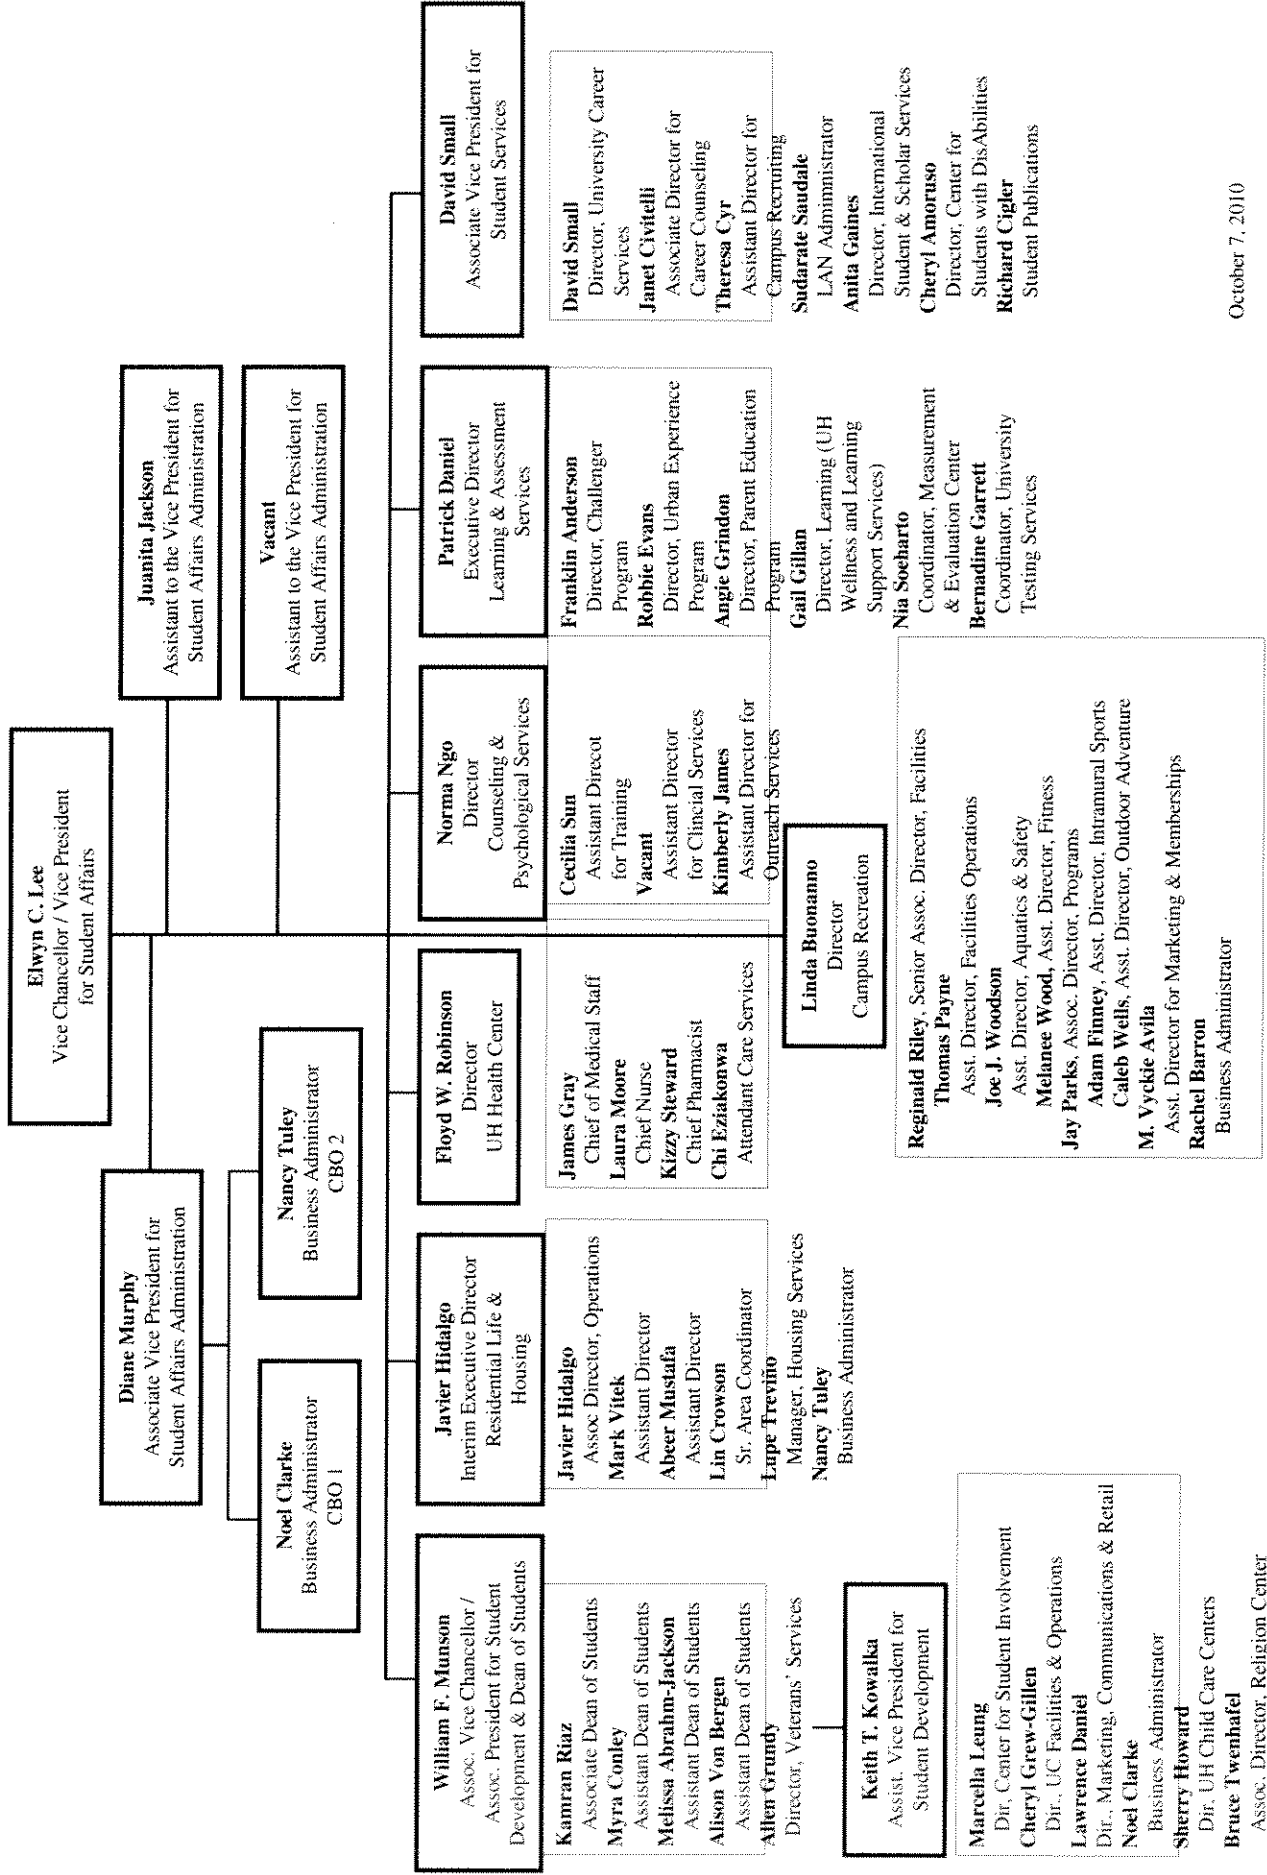 Elwyn C. Lee
Vice Chancellor / Vice President
for Student Affairs
Diane Murphy
Associate Vice President for
Student Affairs Administration
Juanita Jackson
Assistant to the Vice President for
Student Affairs Administration
Vacant
Assistant to the Vice President for
Student Affairs Administration
Noel Clarke
Business Administrator
CBO 1
Nancy Tuley
Business Administrator
CBO 2
William F. Munson
Assoc. Vice Chancellor /
Assoc. President for Student
Development & Dean of Students
Kamran Riaz
Associate Dean of Students
Myra Conley
Assistant Dean of Students
Melissa Abrahm-Jackson
Assistant Dean of Students
Alison Von Bergen
Assistant Dean of Students
Allen Grundy
Director, Veterans' Services
Keith T. Kowalka
Assist. Vice President for
Student Development
Marcella Leung
Dir, Center for Student Involvement
Cheryl Grew-Gillen
Dir., UC Facilities & Operations
Lawrence Daniel
Dir., Marketing, Communications & Retail
Noel Clarke
Business Administrator
Sherry Howard
Dir. UH Child Care Centers
Bruce Twenhafel
Assoc. Director, Religion Center
Javier Hidalgo
Interim Executive Director
Residential Life &
Housing
Javier Hidalgo
Assoc Director, Operations
Mark Vitek
Assistant Director
Abeer Mustafa
Assistant Director
Lin Crowson
Sr. Area Coordinator
Lupe Treviño
Manager, Housing Services
Nancy Tuley
Business Administrator
Floyd W. Robinson
Director
UH Health Center
James Gray
Chief of Medical Staff
Laura Moore
Chief Nurse
Kizzy Steward
Chief Pharmacist
Chi Eziakonwa
Attendant Care Services
Norma Ngo
Director
Counseling &
Psychological Services
Cecilia Sun
Assistant Direcot
for Training
Vacant
Assistant Director
for Clincial Services
Kimberly James
Assistant Director for
Outreach Services
Linda Buonanno
Director
Campus Recreation
Reginald Riley, Senior Assoc. Director, Facilities
Thomas Payne
Asst. Director, Facilities Operations
Joe J. Woodson
Asst. Director, Aquatics & Safety
Melanee Wood, Asst. Director, Fitness
Jay Parks, Assoc. Director, Programs
Adam Finney, Asst. Director, Intramural Sports
Caleb Wells, Asst. Director, Outdoor Adventure
M. Vyckie Avila
Asst. Director for Marketing & Memberships
Rachel Barron
Business Administrator
Patrick Daniel
Executive Director
Learning & Assessment
Services
Franklin Anderson
Director, Challenger
Program
Robbie Evans
Director, Urban Experience
Program
Angie Grindon
Director, Parent Education
Program
Gail Gillan
Director, Learning (UH
Wellness and Learning
Support Services)
Nia Soeharto
Coordinator, Measurement
& Evaluation Center
Bernadine Garrett
Coordinator, University
Testing Services
David Small
Associate Vice President for
Student Services
David Small
Director, University Career
Services
Janet Civitelli
Associate Director for
Career Counseling
Theresa Cyr
Assistant Director for
Campus Recruiting
Sudarate Saudale
LAN Adimimnistrator
Anita Gaines
Director, International
Student & Scholar Services
Cheryl Amoruso
Director, Center for
Students with DisAbilities
Richard Cigler
Student Publications
October 7, 2010